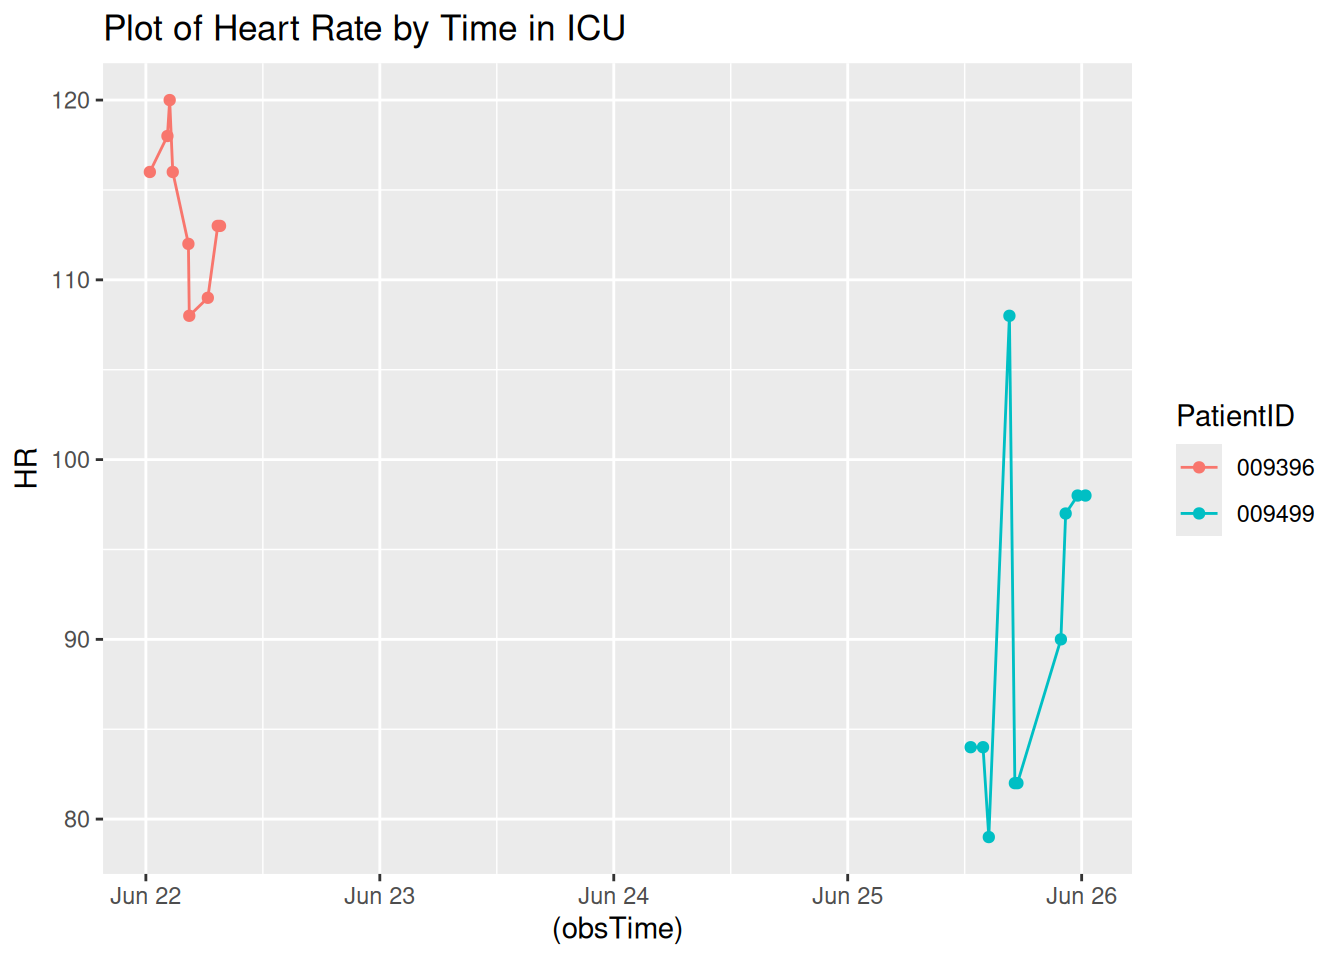 Plot of Heart Rate by Time in ICU
120
110
100
90
80
HR
Jun 22 Jun 23 Jun 24 Jun 25 Jun 26
(obsTime)
PatientID
009396
009499